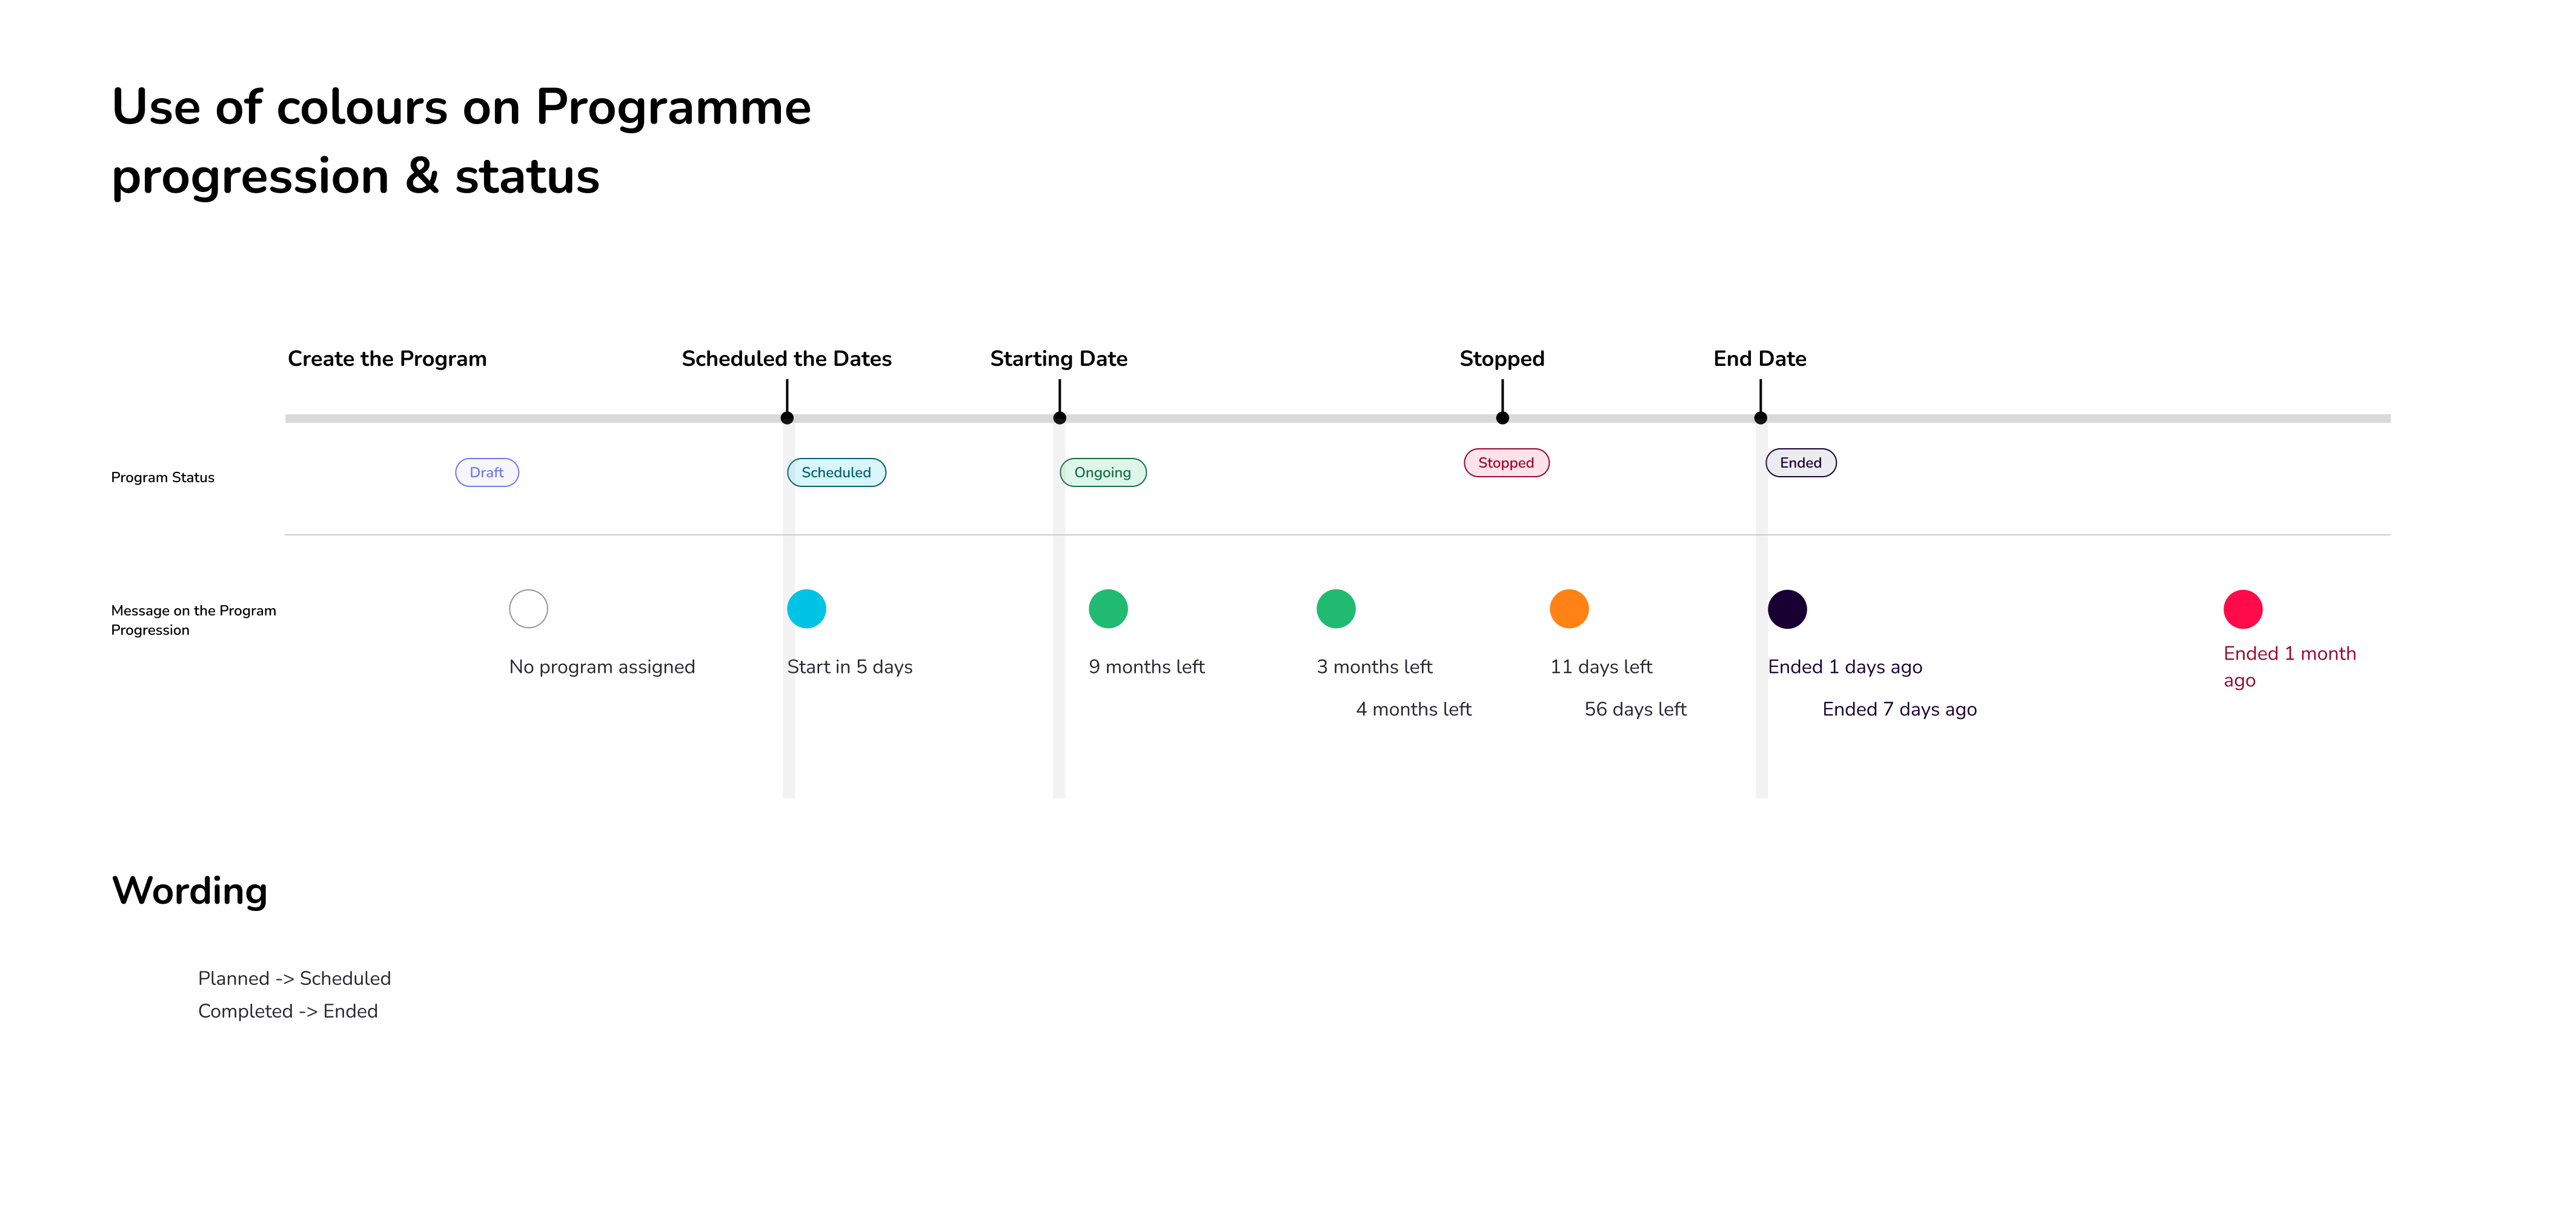 Use of colours on Programme
progression & status
Create the Program
Scheduled the Dates
Starting Date
Stopped
End Date
Program Status
Draft
Scheduled
Ongoing
Stopped
Ended
Message on the Program
Progression
No program assigned
Start in 5 days
9 months left
3 months left
4 months left
11 days left
56 days left
Ended 1 days ago
Ended 7 days ago
Ended 1 month
ago
Wording
Planned -> Scheduled
Completed -> Ended